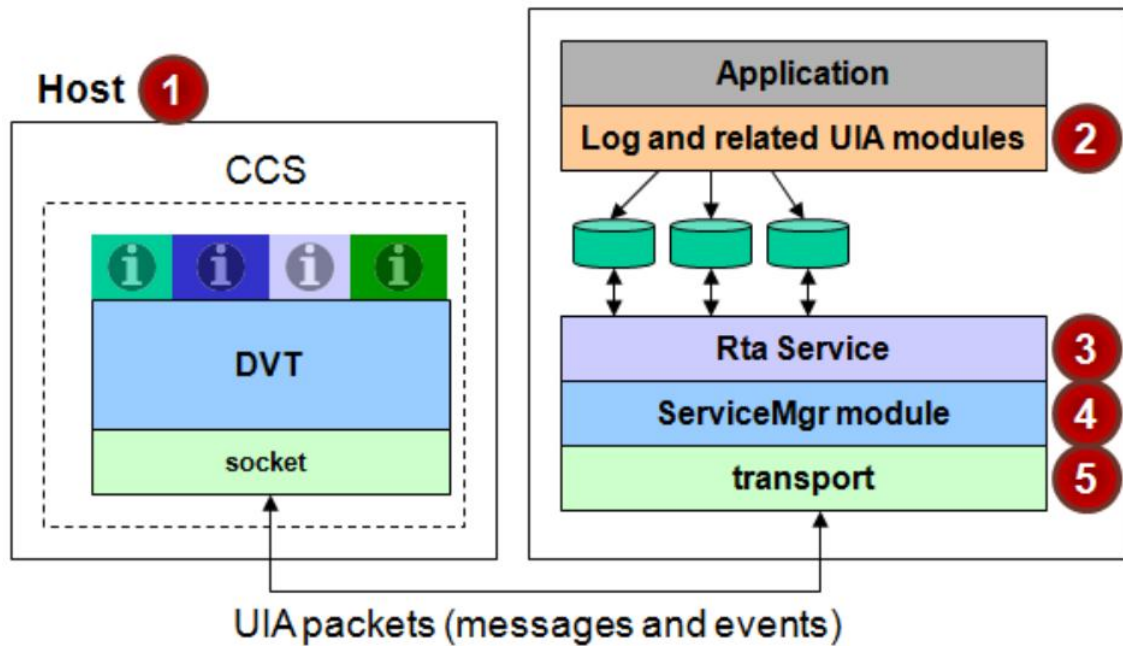 Host 1
CCS
i i i i
DVT
socket
Application
Log and related UIA modules 2
Rta Service 3
ServiceMgr module 4
transport 5
UIA packets (messages and events)